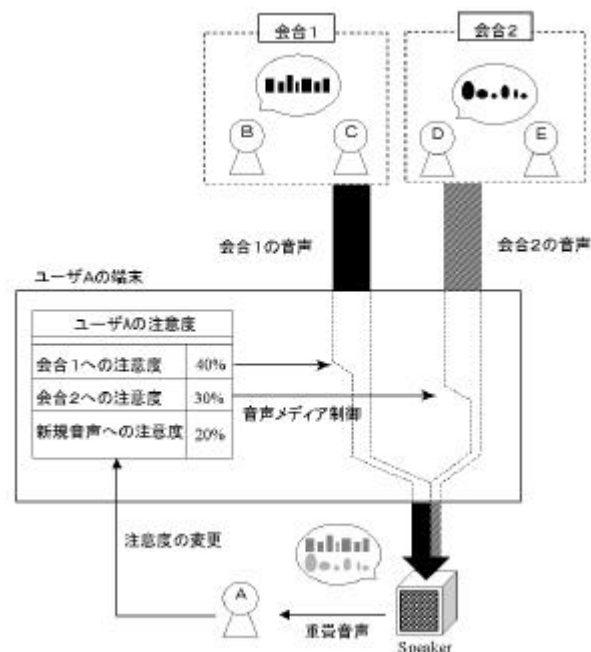 会合1
会合2
B
C
D
E
会合1の音声
会合2の音声
ユーザAの端末
ユーザAの注意度
会合1への注意度 40%
会合2への注意度 30%
新規音声への注意度 20%
音声メディア制御
注意度の変更
A
重畳音声
Speaker